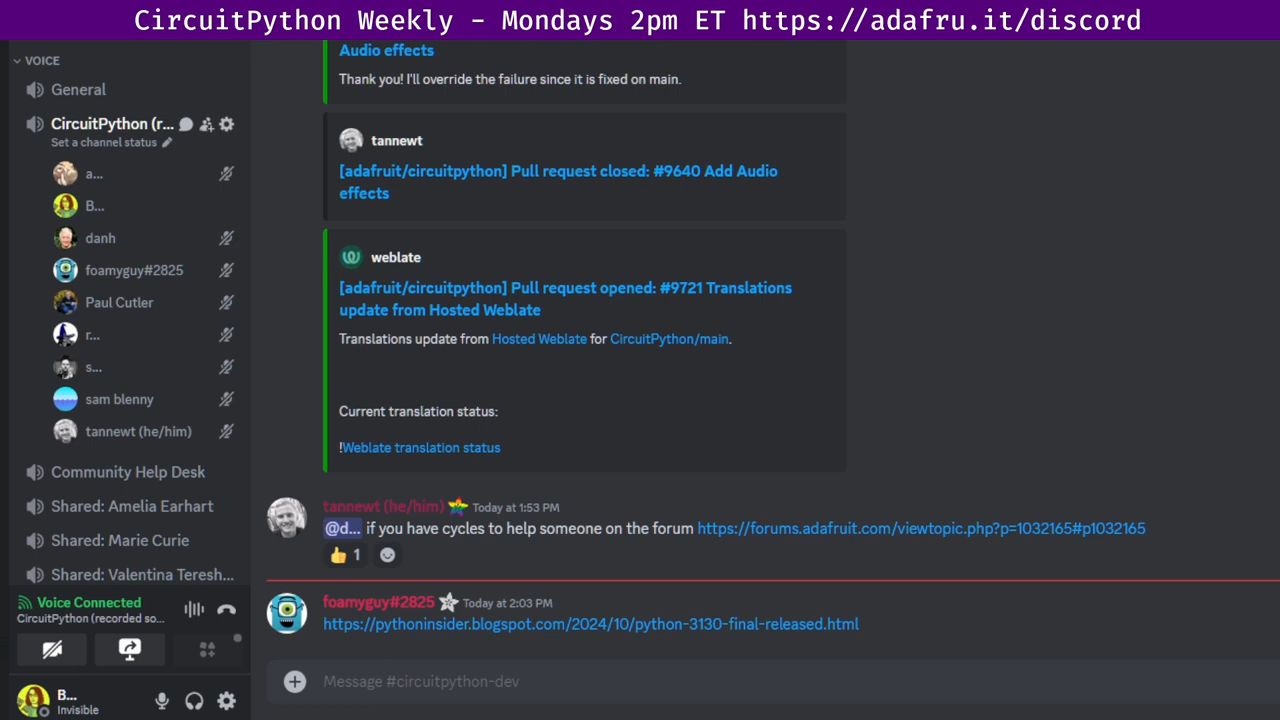 CircuitPython Weekly - Mondays 2pm ET https://adafru.it/discord
VOICE
General
CircuitPython (r...
Set a channel status
a...
B...
danh
foamyguy#2825
Paul Cutler
r...
s...
sam blenny
tannewt (he/him)
Community Help Desk
Shared: Amelia Earhart
Shared: Marie Curie
Shared: Valentina Teresh...
Voice Connected
CircuitPython (recorded so...
B...
Invisible
Audio effects
Thank you! I'll override the failure since it is fixed on main.
tannewt
[adafruit/circuitpython] Pull request closed: #9640 Add Audio
effects
weblate
[adafruit/circuitpython] Pull request opened: #9721 Translations
update from Hosted Weblate
Translations update from Hosted Weblate for CircuitPython/main.
Current translation status:
!Weblate translation status
tannewt (he/him) Today at 1:53 PM
@d... if you have cycles to help someone on the forum https://forums.adafruit.com/viewtopic.php?p=1032165#p1032165
1
foamyguy#2825 Today at 2:03 PM
https://pythoninsider.blogspot.com/2024/10/python-3130-final-released.html
Message #circuitpython-dev